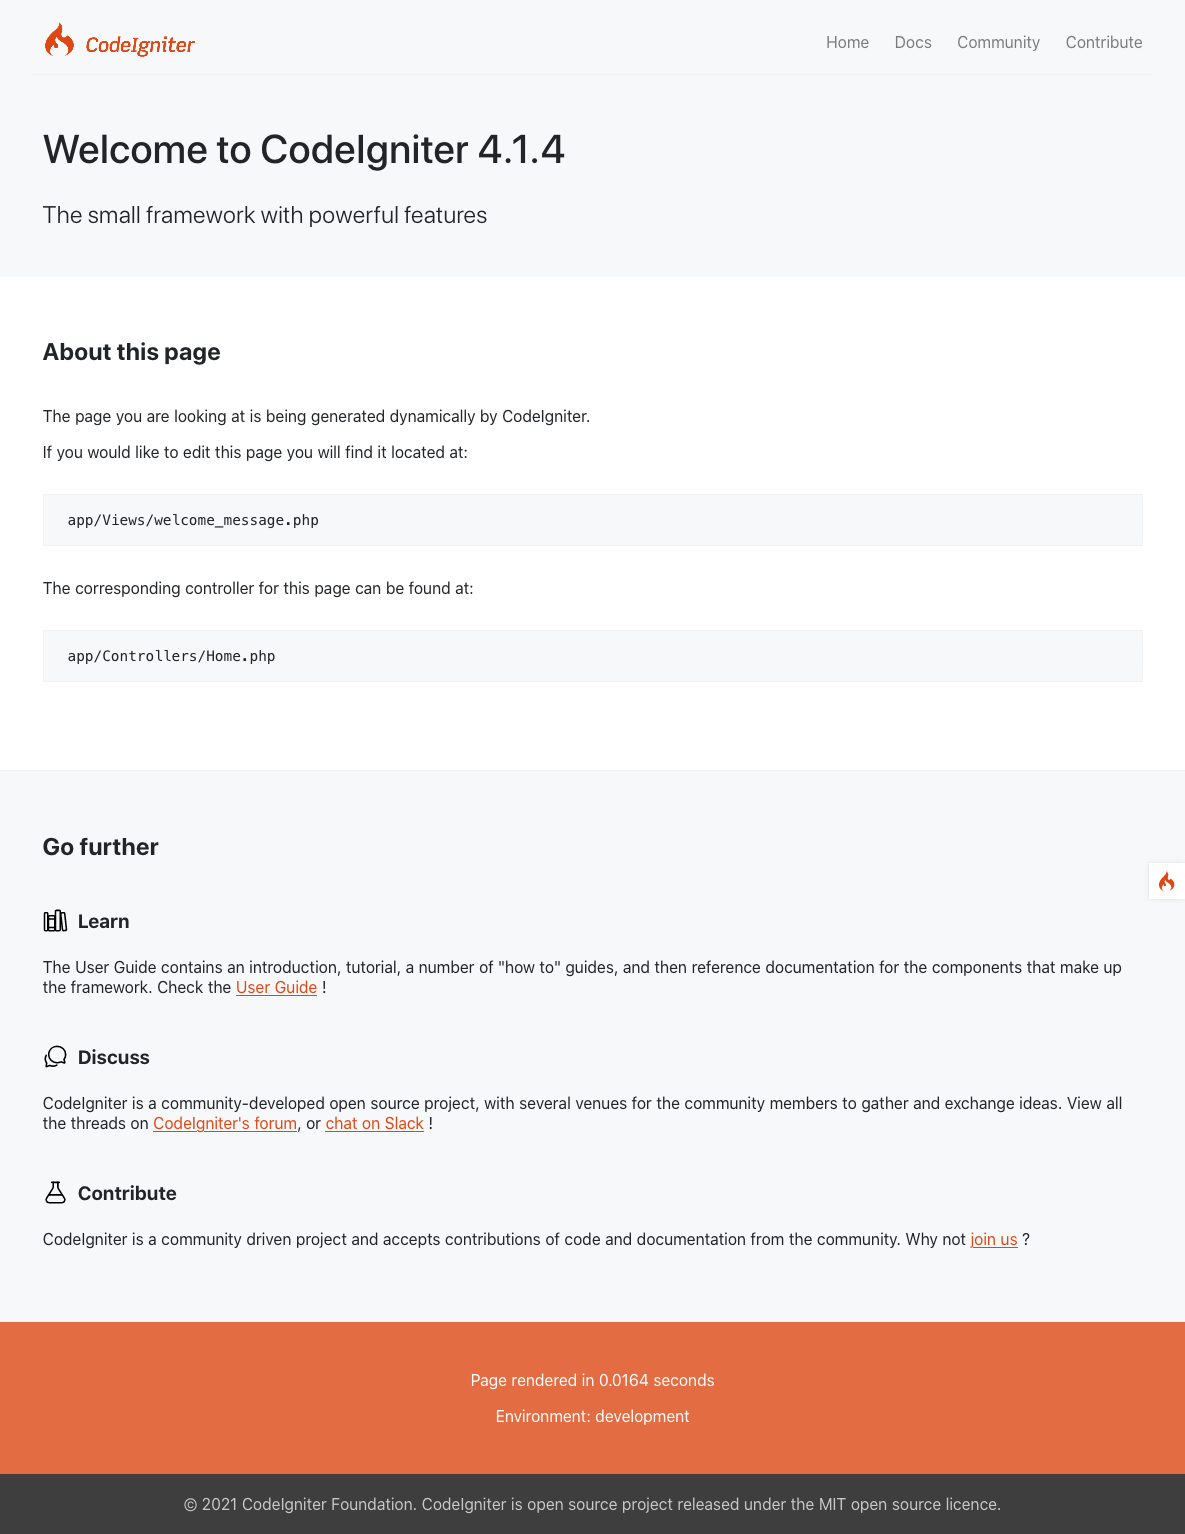 CodeIgniter
Home Docs Community Contribute
Welcome to CodeIgniter 4.1.4
The small framework with powerful features
About this page
The page you are looking at is being generated dynamically by CodeIgniter.
If you would like to edit this page you will find it located at:
app/Views/welcome_message.php
The corresponding controller for this page can be found at:
app/Controllers/Home.php
Go further
Learn
The User Guide contains an introduction, tutorial, a number of "how to" guides, and then reference documentation for the components that make up
the framework. Check the User Guide !
Discuss
CodeIgniter is a community-developed open source project, with several venues for the community members to gather and exchange ideas. View all
the threads on CodeIgniter's forum, or chat on Slack !
Contribute
CodeIgniter is a community driven project and accepts contributions of code and documentation from the community. Why not join us ?
Page rendered in 0.0164 seconds
Environment: development
© 2021 CodeIgniter Foundation. CodeIgniter is open source project released under the MIT open source licence.